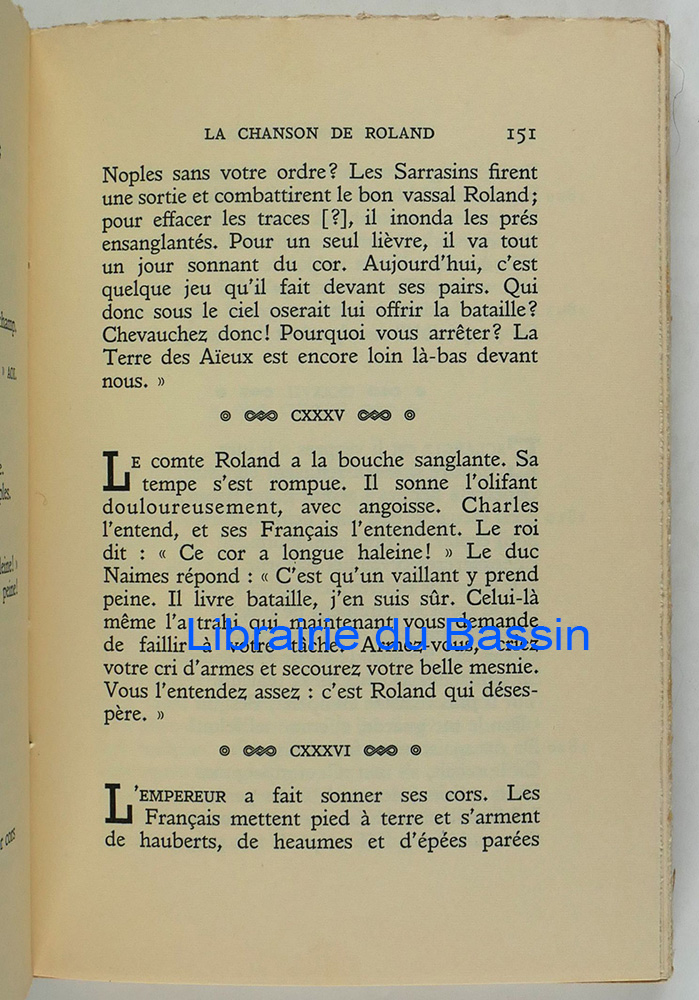 LA CHANSON DE ROLAND 151
Noples sans votre ordre? Les Sarrasins firent
une sortie et combattirent le bon vassal Roland;
pour effacer les traces [?], il inonda les prés
ensanglantés. Pour un seul lièvre, il va tout
un jour sonnant du cor. Aujourd'hui, c'est
quelque jeu qu'il fait devant ses pairs. Qui
donc sous le ciel oserait lui offrir la bataille?
Chevauchez donc! Pourquoi vous arrêter? La
Terre des Aïeux est encore loin là-bas devant
nous. »
CXXXV
LE comte Roland a la bouche sanglante. Sa
tempe s'est rompue. Il sonne l'olifant
douloureusement, avec angoisse. Charles
l'entend, et ses Français l'entendent. Le roi
dit : « Ce cor a longue haleine! » Le duc
Naimes répond : « C'est qu'un vaillant y prend
peine. Il livre bataille, j'en suis sûr. Celui-là
même l'a trahi qui maintenant vous demande
de faillir à votre tâche. Armez-vous, criez
votre cri d'armes et secourez votre belle mesnie.
Vous l'entendez assez : c'est Roland qui déses-
père. »
CXXXVI
L'EMPEREUR a fait sonner ses cors. Les
Français mettent pied à terre et s'arment
de hauberts, de heaumes et d'épées parées
Librairie du Bassin
champ.
» AOI.
peine!
cors